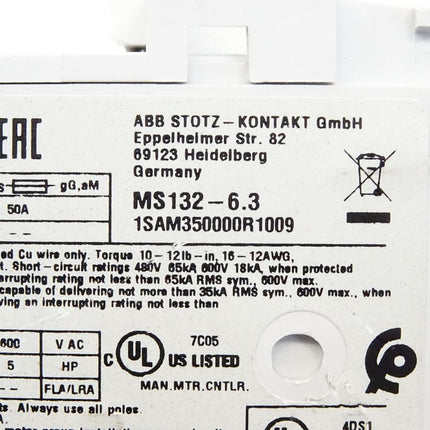 EAC
ABB STOTZ-KONTAKT GmbH
Eppelheimer Str. 82
69123 Heidelberg
Germany
gG,aM
50A
MS132-6.3
1SAM350000R1009
ed Cu wire only. Torque 10-12lb-in, 16-12AWG,
t. Short-circuit ratings 480V 65kA 600V 18kA, when protected
interrupting rating not less than 65kA RMS sym., 600V max.
capable of delivering not more than 35kA RMS sym., 600V max., when
ving an interrupting rating not less than
600 V AC
5 HP
-- FLA/LRA
C UL US LISTED
7C05
MAN.MTR.CNTLR.
ts. Always use all poles.
4DS1